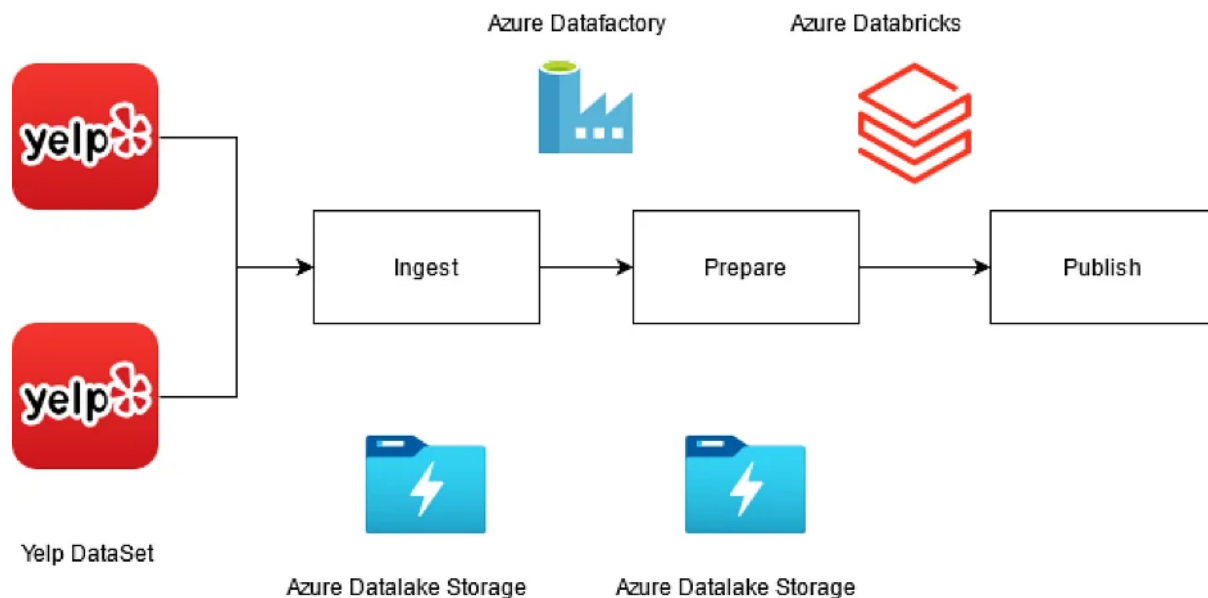 Azure Datafactory
Azure Databricks
yelp
Ingest
Prepare
Publish
yelp
Yelp DataSet
Azure Datalake Storage
Azure Datalake Storage